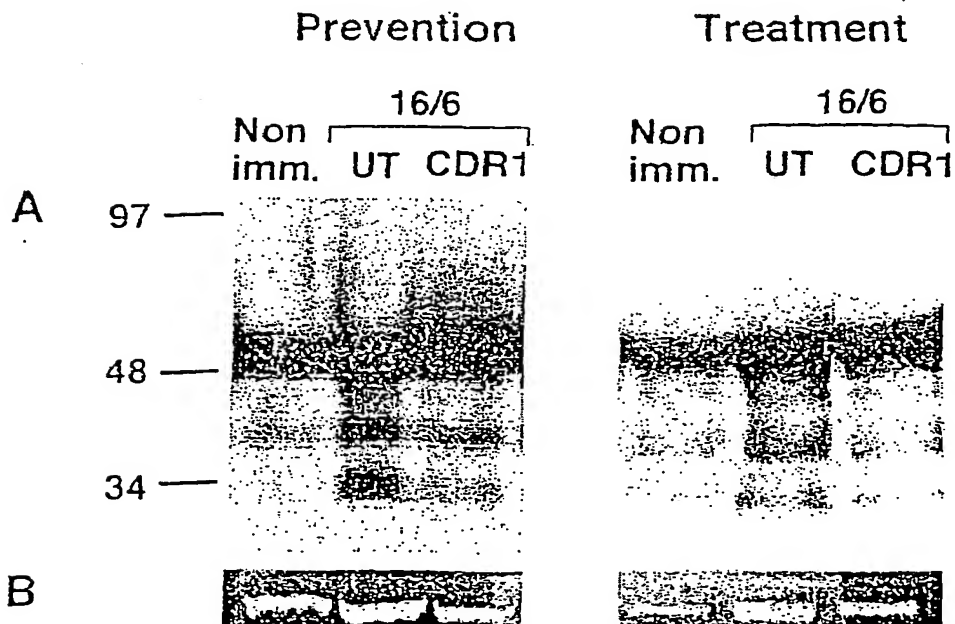 Prevention Treatment
16/6 16/6
Non imm. UT CDR1 Non imm. UT CDR1
A 97
48
34
B